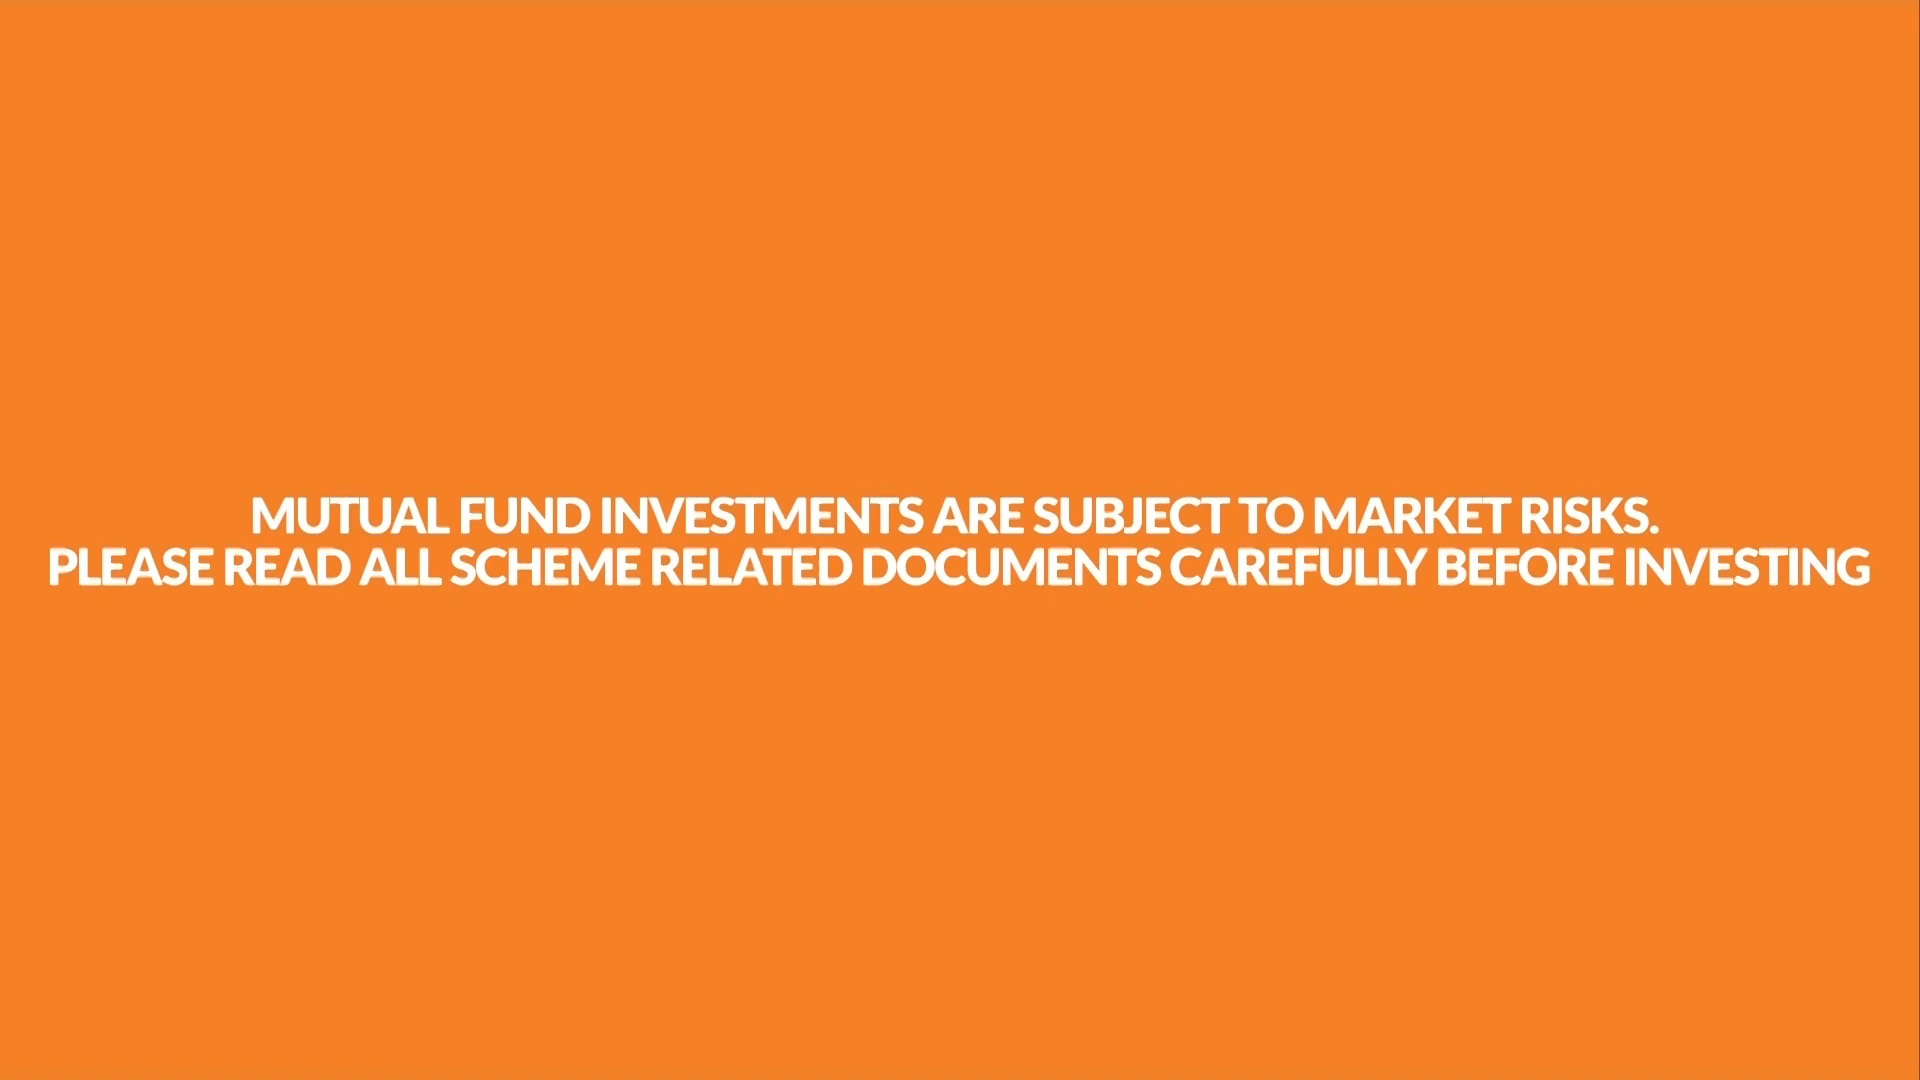 MUTUAL FUND INVESTMENTS ARE SUBJECT TO MARKET RISKS.
PLEASE READ ALL SCHEME RELATED DOCUMENTS CAREFULLY BEFORE INVESTING